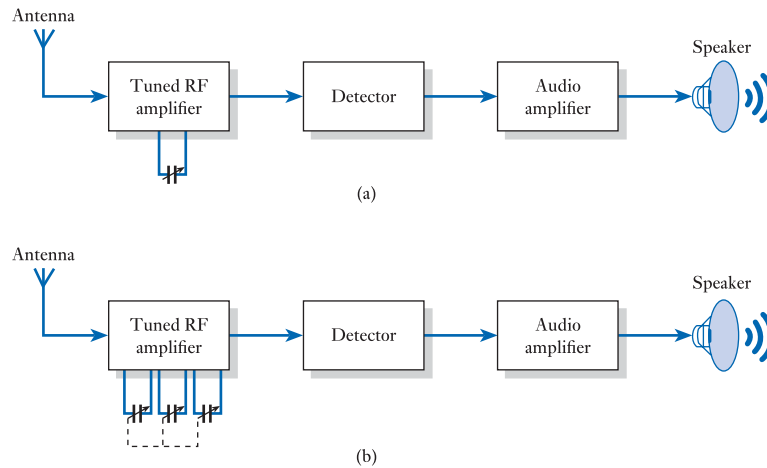 Antenna
Speaker
Tuned RF
amplifier
Detector
Audio
amplifier
(a)
Antenna
Speaker
Tuned RF
amplifier
Detector
Audio
amplifier
(b)